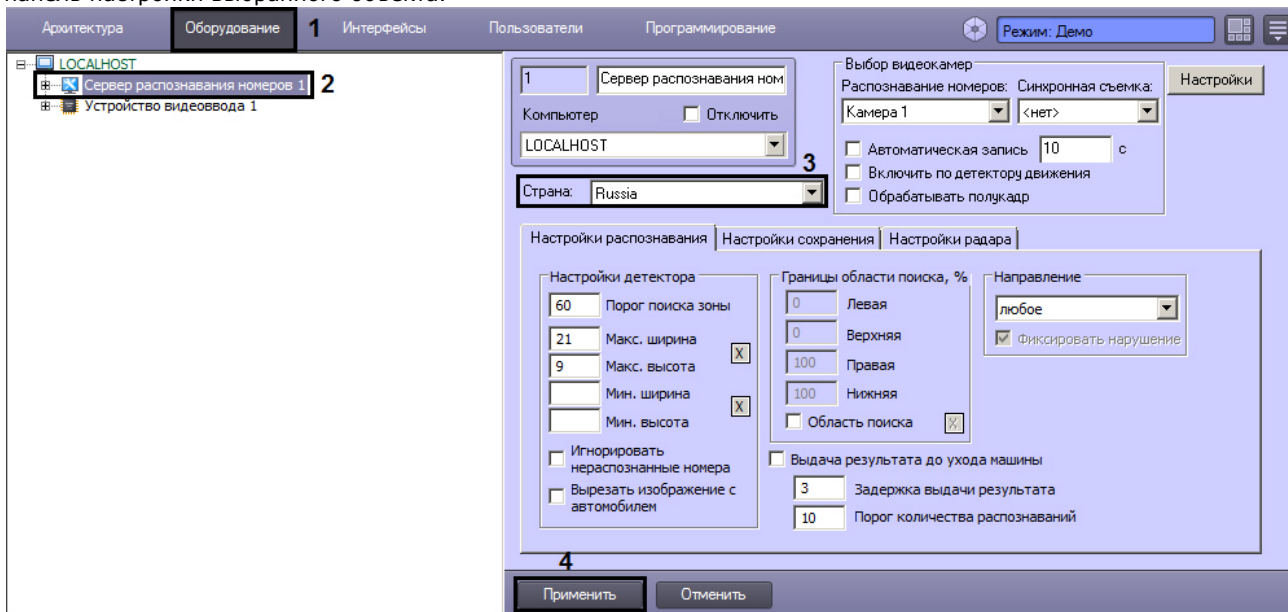 панель настройки выбранного объекта.
Архитектура Оборудование 1 Интерфейсы Пользователи Программирование Режим: Демо
LOCALHOST
Сервер распознавания номеров 1 2
Устройство видеоввода 1
1 Сервер распознавания ном
Компьютер Отключить
LOCALHOST
3
Страна: Russia
Выбор видеокамер
Распознавание номеров: Синхронная съемка:
Камера 1 <нет>
Автоматическая запись 10 с
Включить по детектору движения
Обрабатывать полукадр
Настройки
Настройки распознавания Настройки сохранения Настройки радара
Настройки детектора
60 Порог поиска зоны
21 Макс. ширина
X
9 Макс. высота
Мин. ширина
X
Мин. высота
Игнорировать
нераспознанные номера
Вырезать изображение с
автомобилем
Границы области поиска, %
0 Левая
0 Верхняя
100 Правая
100 Нижняя
Область поиска X
Направление
любое
Фиксировать нарушение
Выдача результата до ухода машины
3 Задержка выдачи результата
10 Порог количества распознаваний
4
Применить Отменить